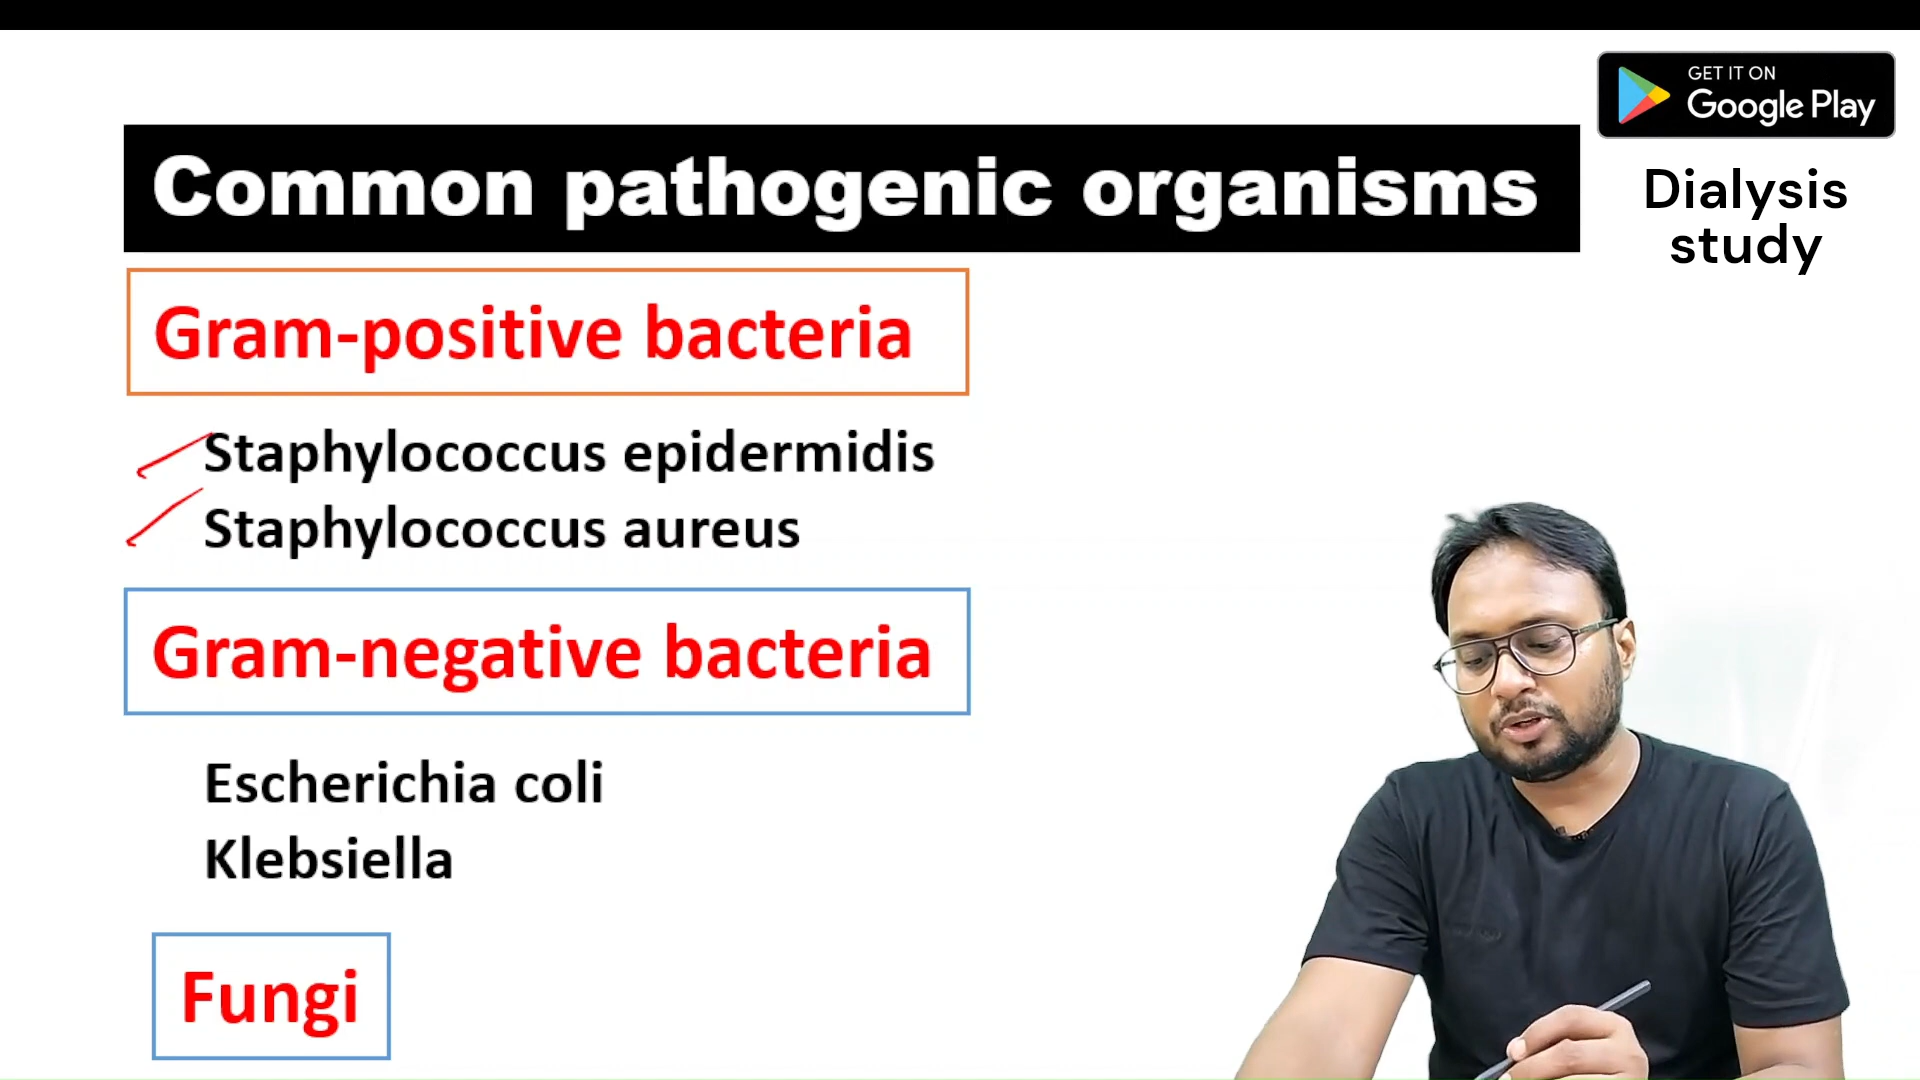 GET IT ON
Google Play
Dialysis
study
Common pathogenic organisms
Gram-positive bacteria
Staphylococcus epidermidis
Staphylococcus aureus
Gram-negative bacteria
Escherichia coli
Klebsiella
Fungi